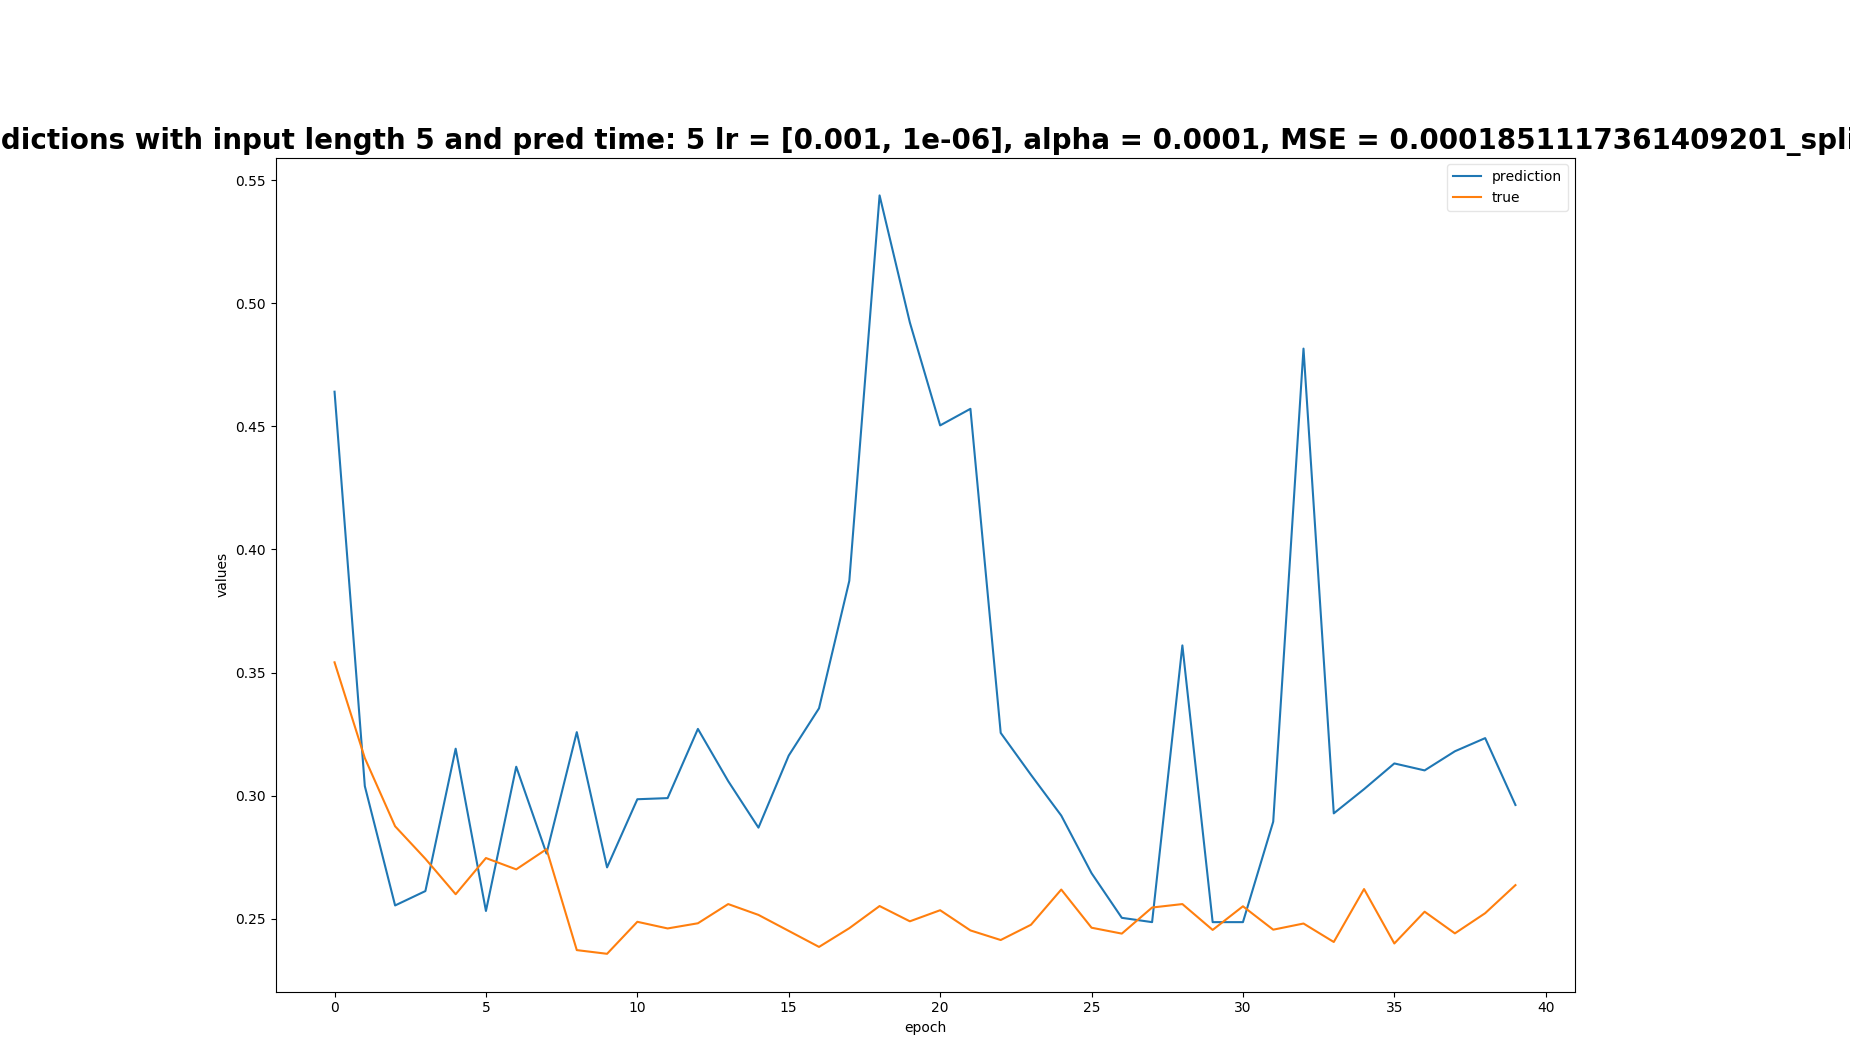 dictions with input length 5 and pred time: 5 lr = [0.001, 1e-06], alpha = 0.0001, MSE = 0.0001851117361409201_spli
prediction
true
0.55
0.50
0.45
0.40
0.35
0.30
0.25
values
0 5 10 15 20 25 30 35 40
epoch